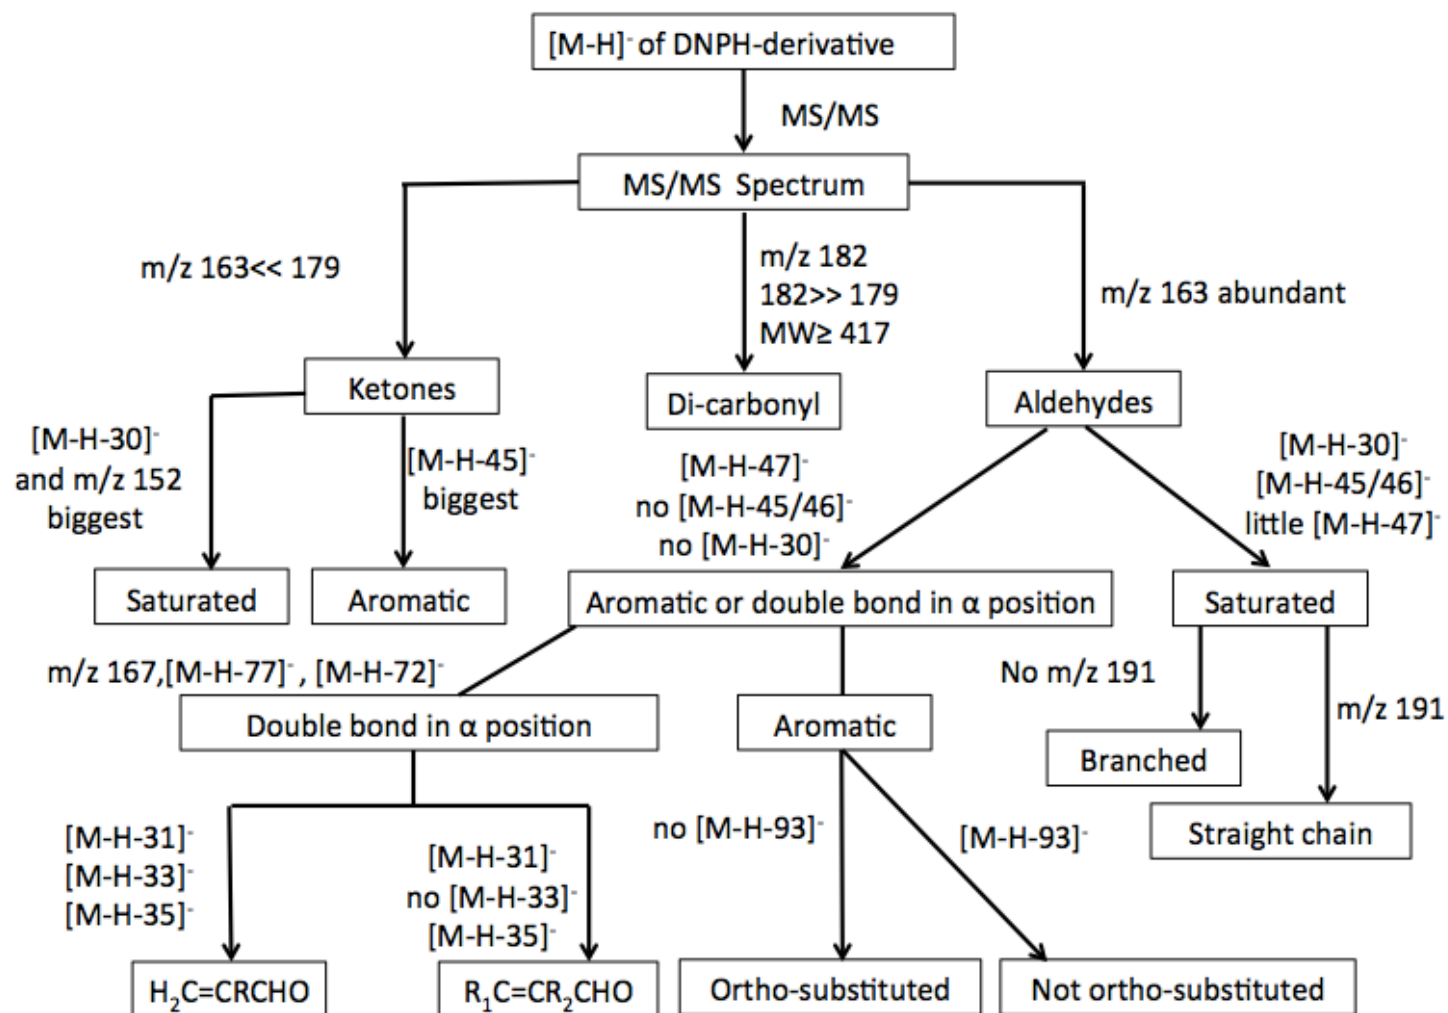 [M-H]⁻ of DNPH-derivative
MS/MS
MS/MS Spectrum
m/z 163<< 179
m/z 182
182>> 179
MW≥ 417
m/z 163 abundant
Ketones
Di-carbonyl
Aldehydes
[M-H-30]⁻
and m/z 152
biggest
[M-H-45]⁻
biggest
[M-H-47]⁻
no [M-H-45/46]⁻
no [M-H-30]⁻
[M-H-30]⁻
[M-H-45/46]⁻
little [M-H-47]⁻
Saturated
Aromatic
Aromatic or double bond in α position
Saturated
m/z 167,[M-H-77]⁻ , [M-H-72]⁻
No m/z 191
m/z 191
Double bond in α position
Aromatic
Branched
Straight chain
[M-H-31]⁻
[M-H-33]⁻
[M-H-35]⁻
[M-H-31]⁻
no [M-H-33]⁻
[M-H-35]⁻
no [M-H-93]⁻
[M-H-93]⁻
H₂C=CRCHO
R₁C=CR₂CHO
Ortho-substituted
Not ortho-substituted